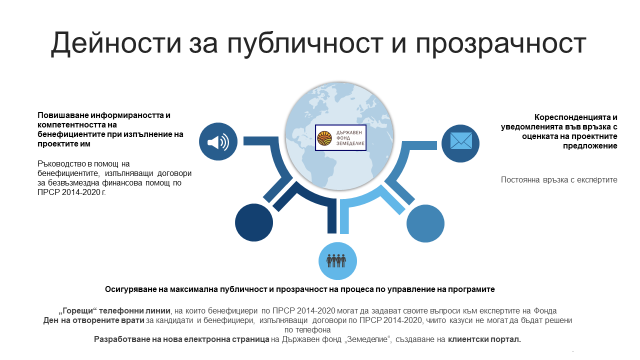 Дейности за публичност и прозрачност
Повишаване информираността и
компетентността на
бенефициентите при изпълнение на
проектите им
Ръководство в помощ на
бенефициентите, изпълняващи договори
за безвъзмездна финансова помощ по
ПРСР 2014-2020 г.
ДЪРЖАВЕН
ФОНД
ЗЕМЕДЕЛИЕ
Кореспонденцията и
уведомленията във връзка с
оценката на проектните
предложение
Постоянна връзка с експертите
Осигуряване на максимална публичност и прозрачност на процеса по управление на програмите
„Горещи“ телефонни линии, на които бенефициери по ПРСР 2014-2020 могат да задават своите въпроси към експертите на Фонда
Ден на отворените врати за кандидати и бенефициери, изпълняващи договори по ПРСР 2014-2020, чиито казуси не могат да бъдат решени
по телефона
Разработване на нова електронна страница на Държавен фонд „Земеделие“, създаване на клиентски портал.